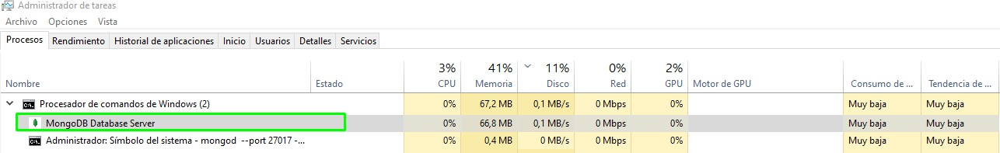 Administrador de tareas
Archivo Opciones Vista
Procesos Rendimiento Historial de aplicaciones Inicio Usuarios Detalles Servicios
3% 41% 11% 0% 2%
Nombre Estado CPU Memoria Disco Red GPU Motor de GPU Consumo de ... Tendencia de ...
Procesador de comandos de Windows (2) 0% 67,2 MB 0,1 MB/s 0 Mbps 0% Muy baja Muy baja
MongoDB Database Server 0% 66,8 MB 0,1 MB/s 0 Mbps 0% Muy baja Muy baja
Administrador: Símbolo del sistema - mongod --port 27017 -... 0% 0,4 MB 0 MB/s 0 Mbps 0% Muy baja Muy baja